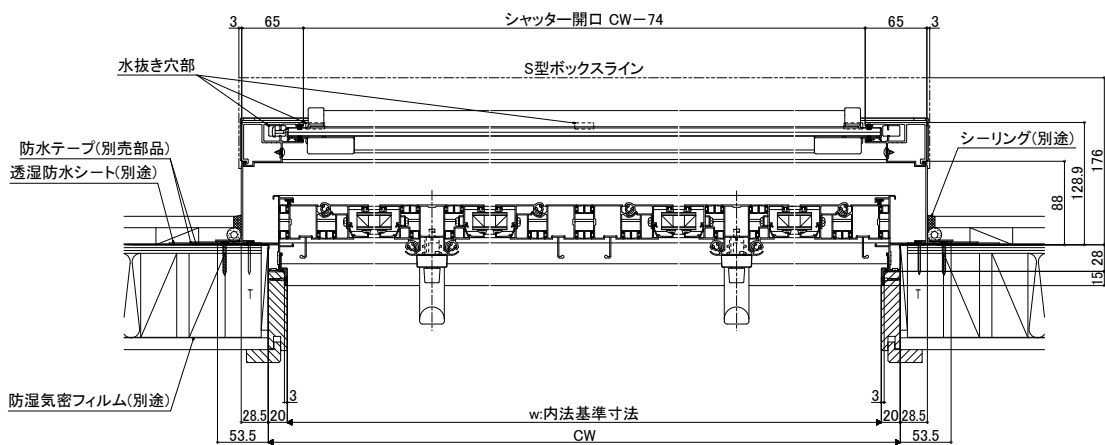 3
65
シャッター開口 CW－74
65
3
水抜き穴部
S型ボックスライン
防水テープ(別売部品)
透湿防水シート(別途)
シーリング(別途)
176
128.9
88
28
15
防湿気密フィルム(別途)
3
3
28.5
20
w:内法基準寸法
20
28.5
53.5
CW
53.5